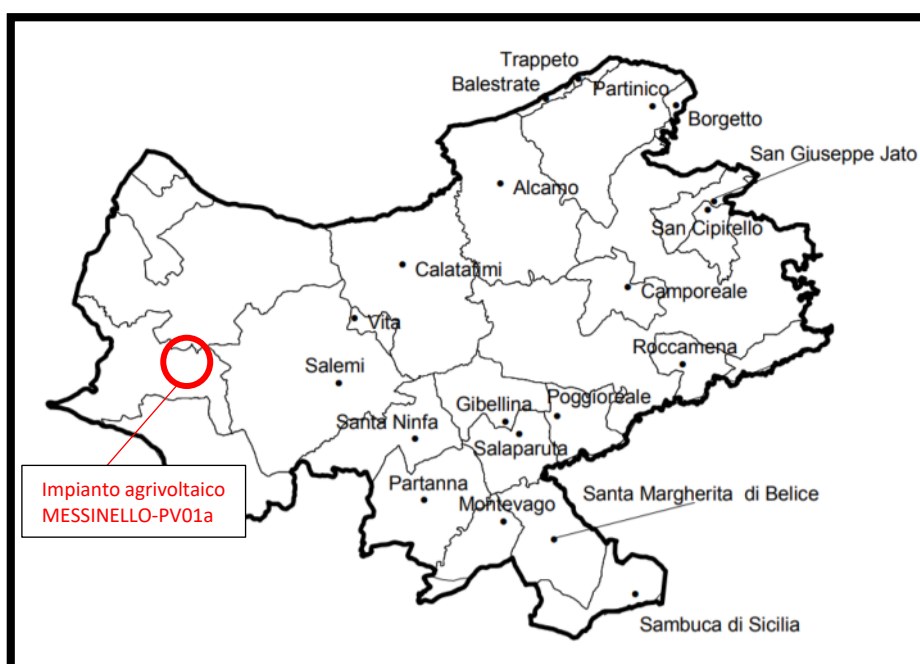 Trappeto
Balestrate
Partinico
Borgetto
San Giuseppe Jato
Alcamo
San Cipirello
Calatafimi
Camporeale
Vita
Roccamena
Salemi
Gibellina
Poggioreale
Santa Ninfa
Salaparuta
Impianto agrivoltaico
MESSINELLO-PV01a
Partanna
Montevago
Santa Margherita di Belice
Sambuca di Sicilia